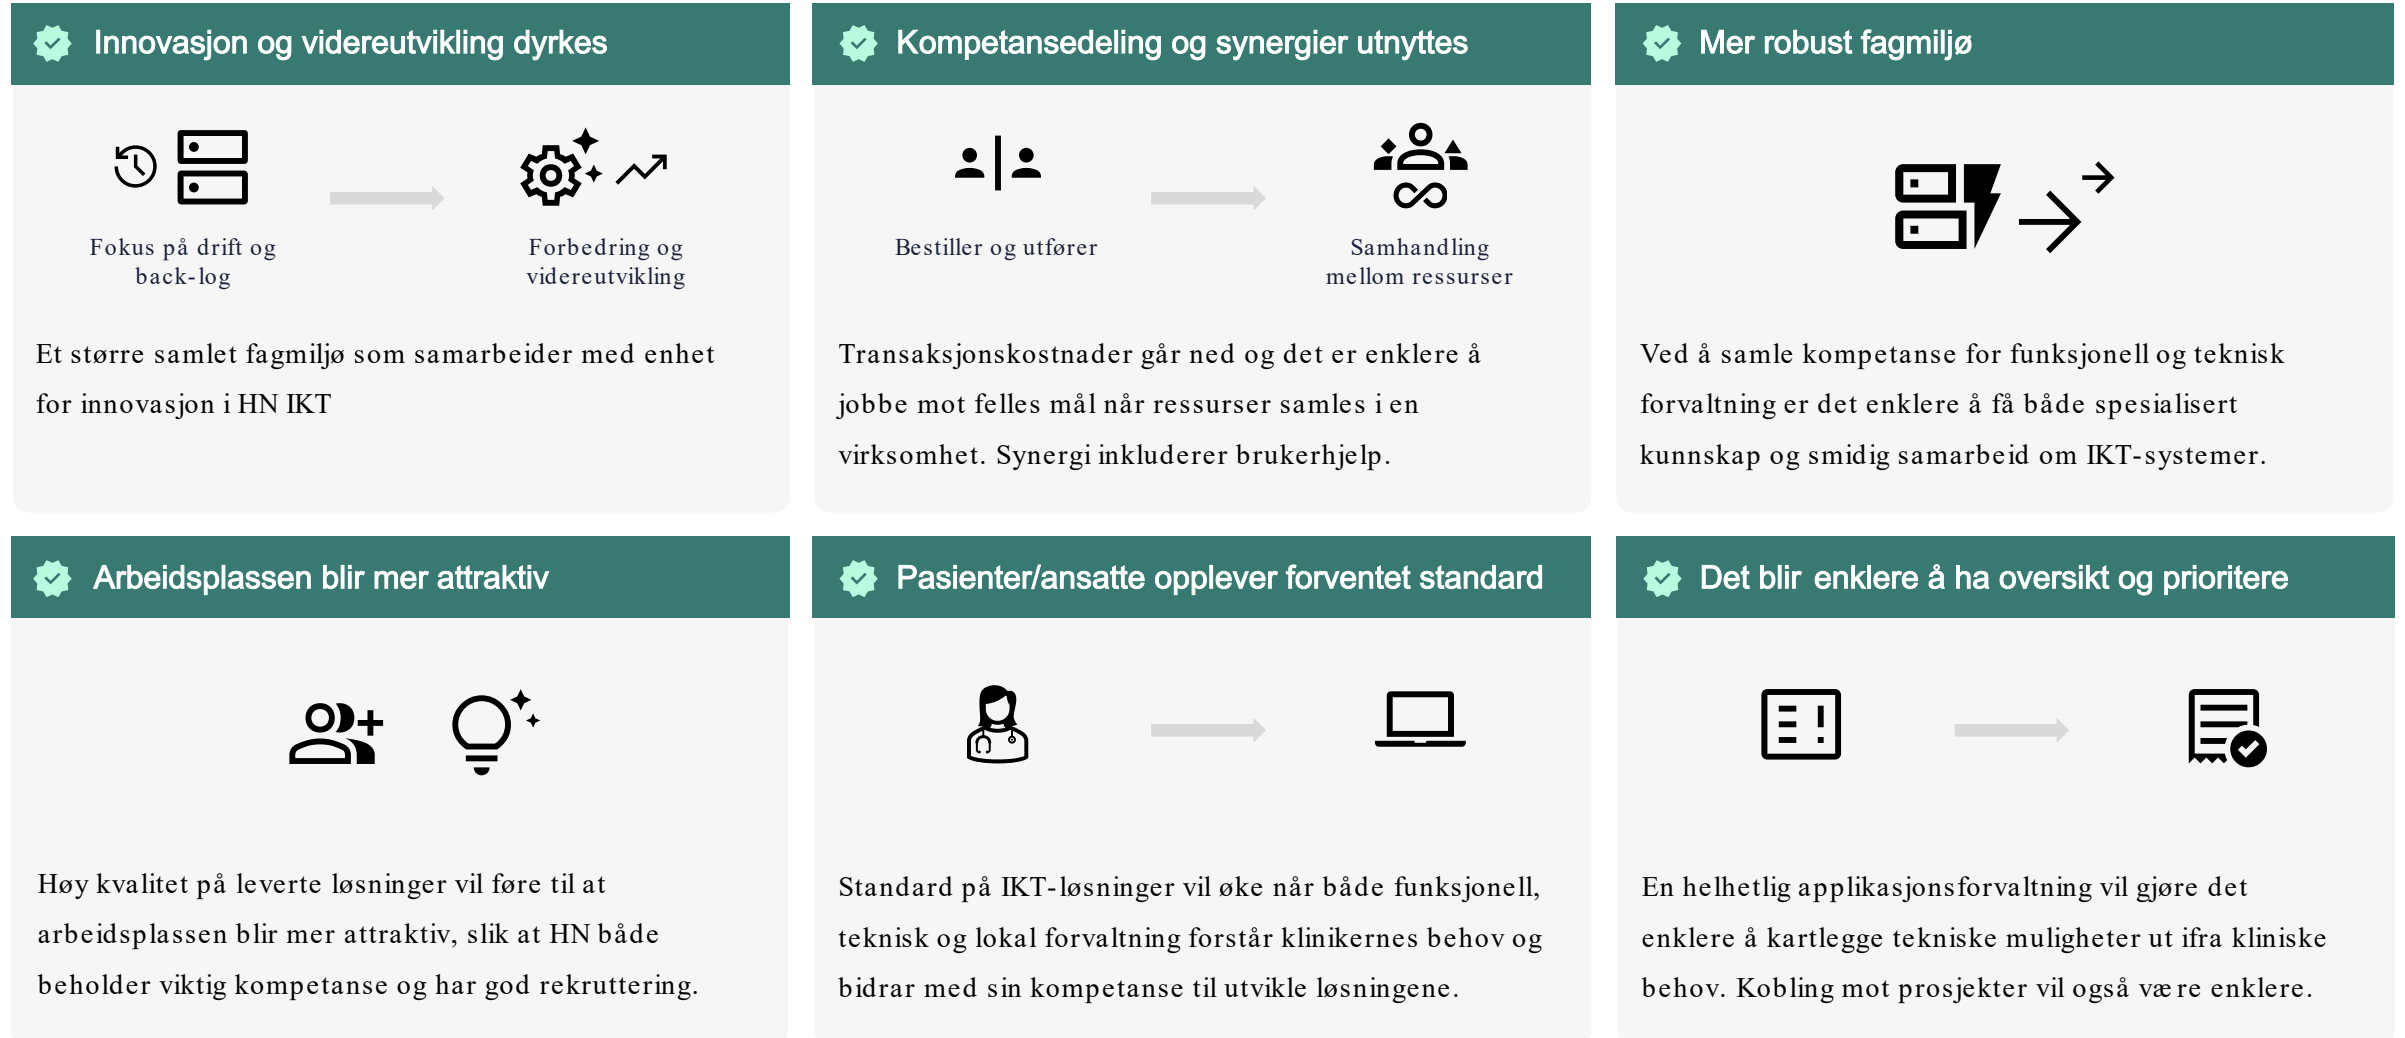 Innovasjon og videreutvikling dyrkes
Fokus på drift og
back-log
Forbedring og
videreutvikling
Et større samlet fagmiljø som samarbeider med enhet
for innovasjon i HN IKT
Kompetansedeling og synergier utnyttes
Bestiller og utfører
Samhandling
mellom ressurser
Transaksjonskostnader går ned og det er enklere å
jobbe mot felles mål når ressurser samles i en
virksomhet. Synergi inkluderer brukerhjelp.
Mer robust fagmiljø
Ved å samle kompetanse for funksjonell og teknisk
forvaltning er det enklere å få både spesialisert
kunnskap og smidig samarbeid om IKT-systemer.
Arbeidsplassen blir mer attraktiv
Høy kvalitet på leverte løsninger vil føre til at
arbeidsplassen blir mer attraktiv, slik at HN både
beholder viktig kompetanse og har god rekruttering.
Pasienter/ansatte opplever forventet standard
Standard på IKT-løsninger vil øke når både funksjonell,
teknisk og lokal forvaltning forstår klinikernes behov og
bidrar med sin kompetanse til utvikle løsningene.
Det blir enklere å ha oversikt og prioritere
En helhetlig applikasjonsforvaltning vil gjøre det
enklere å kartlegge tekniske muligheter ut ifra kliniske
behov. Kobling mot prosjekter vil også være enklere.